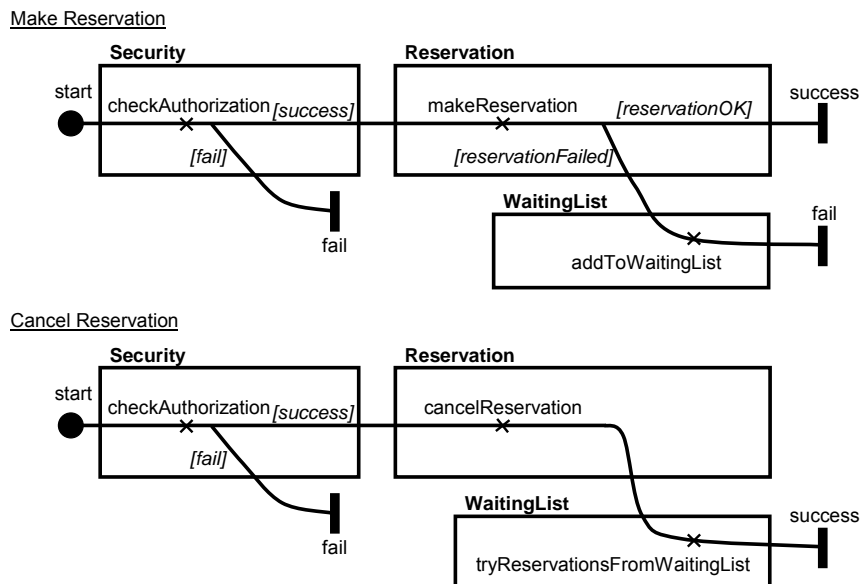 Make Reservation
Security
Reservation
start
success
checkAuthorization
[success]
makeReservation
[reservationOK]
[fail]
[reservationFailed]
WaitingList
fail
fail
addToWaitingList
Cancel Reservation
Security
Reservation
start
checkAuthorization
[success]
cancelReservation
[fail]
WaitingList
success
fail
tryReservationsFromWaitingList